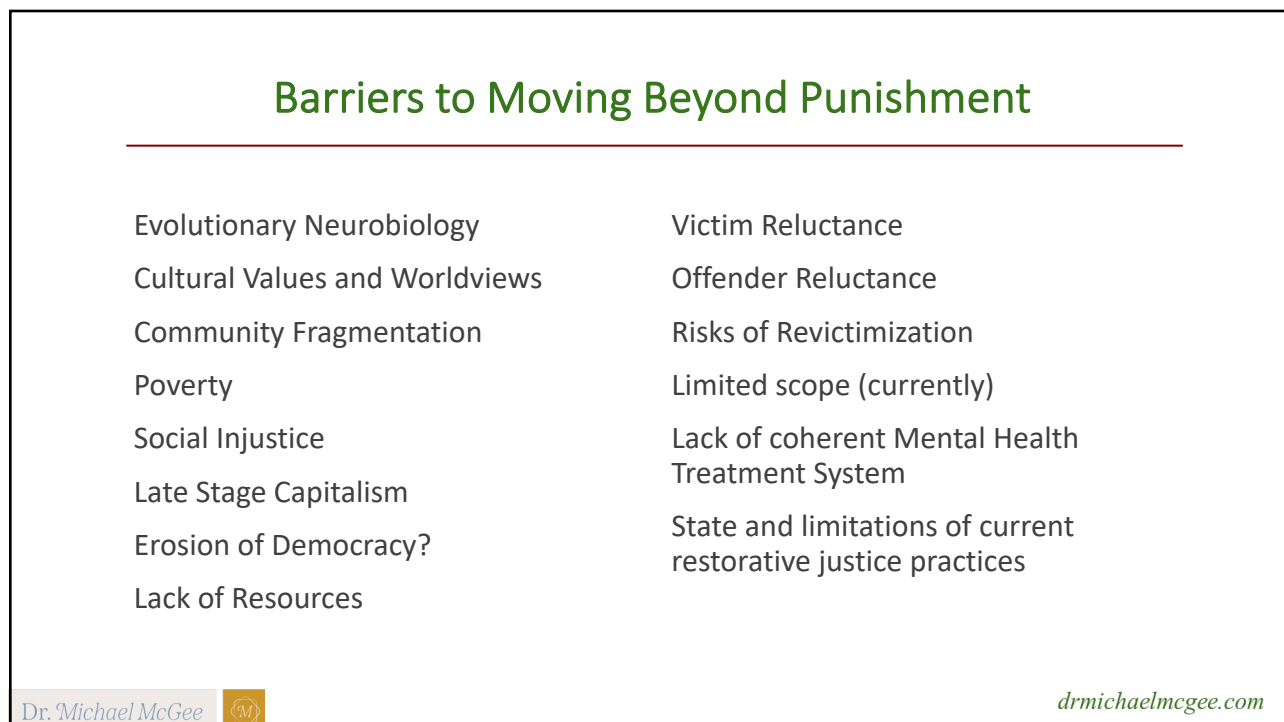 Barriers to Moving Beyond Punishment
Evolutionary Neurobiology
Cultural Values and Worldviews
Community Fragmentation
Poverty
Social Injustice
Late Stage Capitalism
Erosion of Democracy?
Lack of Resources
Victim Reluctance
Offender Reluctance
Risks of Revictimization
Limited scope (currently)
Lack of coherent Mental Health
Treatment System
State and limitations of current
restorative justice practices
Dr. Michael McGee
M
drmichaelmcgee.com